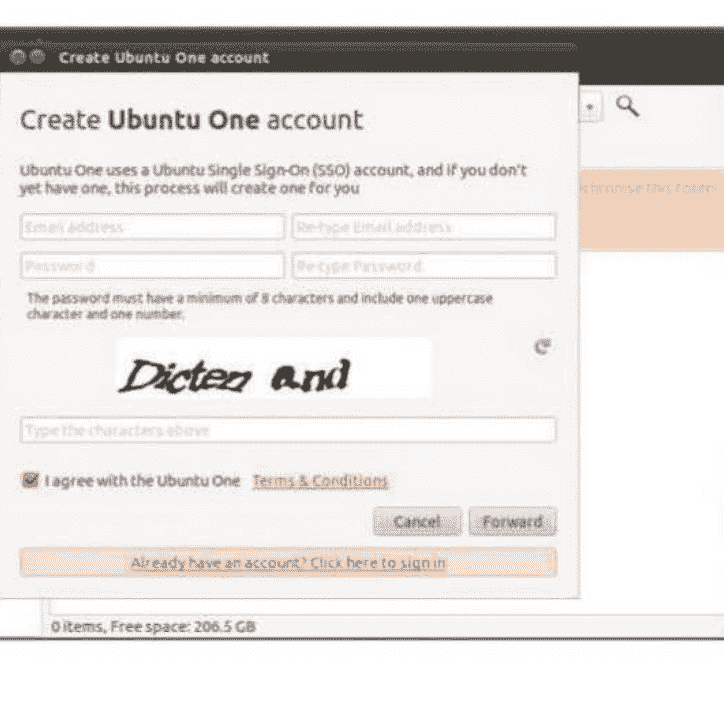 Create Ubuntu One account
Create Ubuntu One account
Ubuntu One uses a Ubuntu Single Sign-On (SSO) account, and if you don't
yet have one, this process will create one for you
this folder
Email address
Re-type Email address
Password
Re-type Password
The password must have a minimum of 8 characters and include one uppercase
character and one number.
Dicten and
Type the characters above
I agree with the Ubuntu One Terms & Conditions
Cancel
Forward
Already have an account? Click here to sign in
0 items, Free space: 206.5 GB